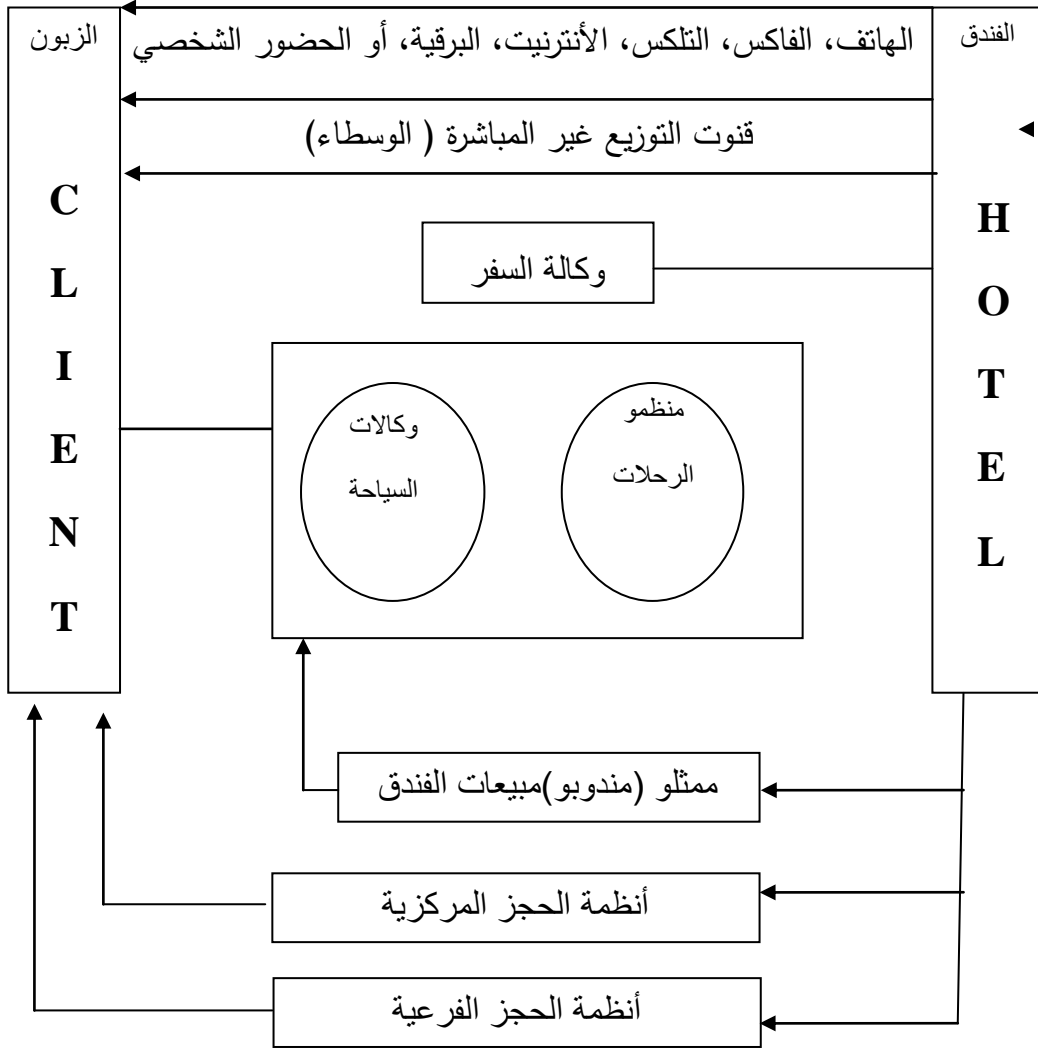 الفندق
الزبون
الهاتف، الفاكس، التلكس، الأنترنيت، البرقية، أو الحضور الشخصي
قنوت التوزيع غير المباشرة ( الوسطاء)
H
O
T
E
L
C
L
I
E
N
T
وكالة السفر
منظمو
الرحلات
وكالات
السياحة
ممثلو (مندوبو)مبيعات الفندق
أنظمة الحجز المركزية
أنظمة الحجز الفرعية